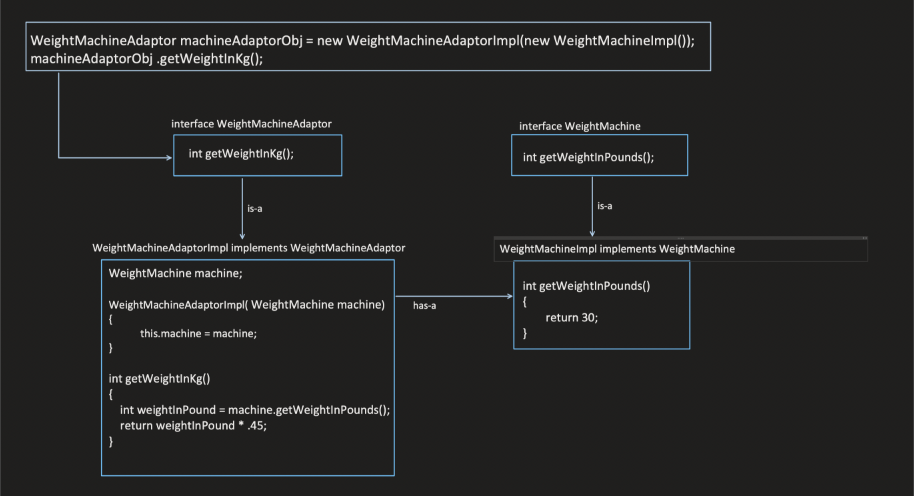 WeightMachineAdaptor machineAdaptorObj = new WeightMachineAdaptorImpl(new WeightMachineImpl());
machineAdaptorObj .getWeightInKg();
interface WeightMachineAdaptor
int getWeightInKg();
is-a
interface WeightMachine
int getWeightInPounds();
is-a
WeightMachineAdaptorImpl implements WeightMachineAdaptor
WeightMachine machine;
WeightMachineAdaptorImpl( WeightMachine machine)
{
this.machine = machine;
}
int getWeightInKg()
{
int weightInPound = machine.getWeightInPounds();
return weightInPound * .45;
}
has-a
WeightMachineImpl implements WeightMachine
int getWeightInPounds()
{
return 30;
}